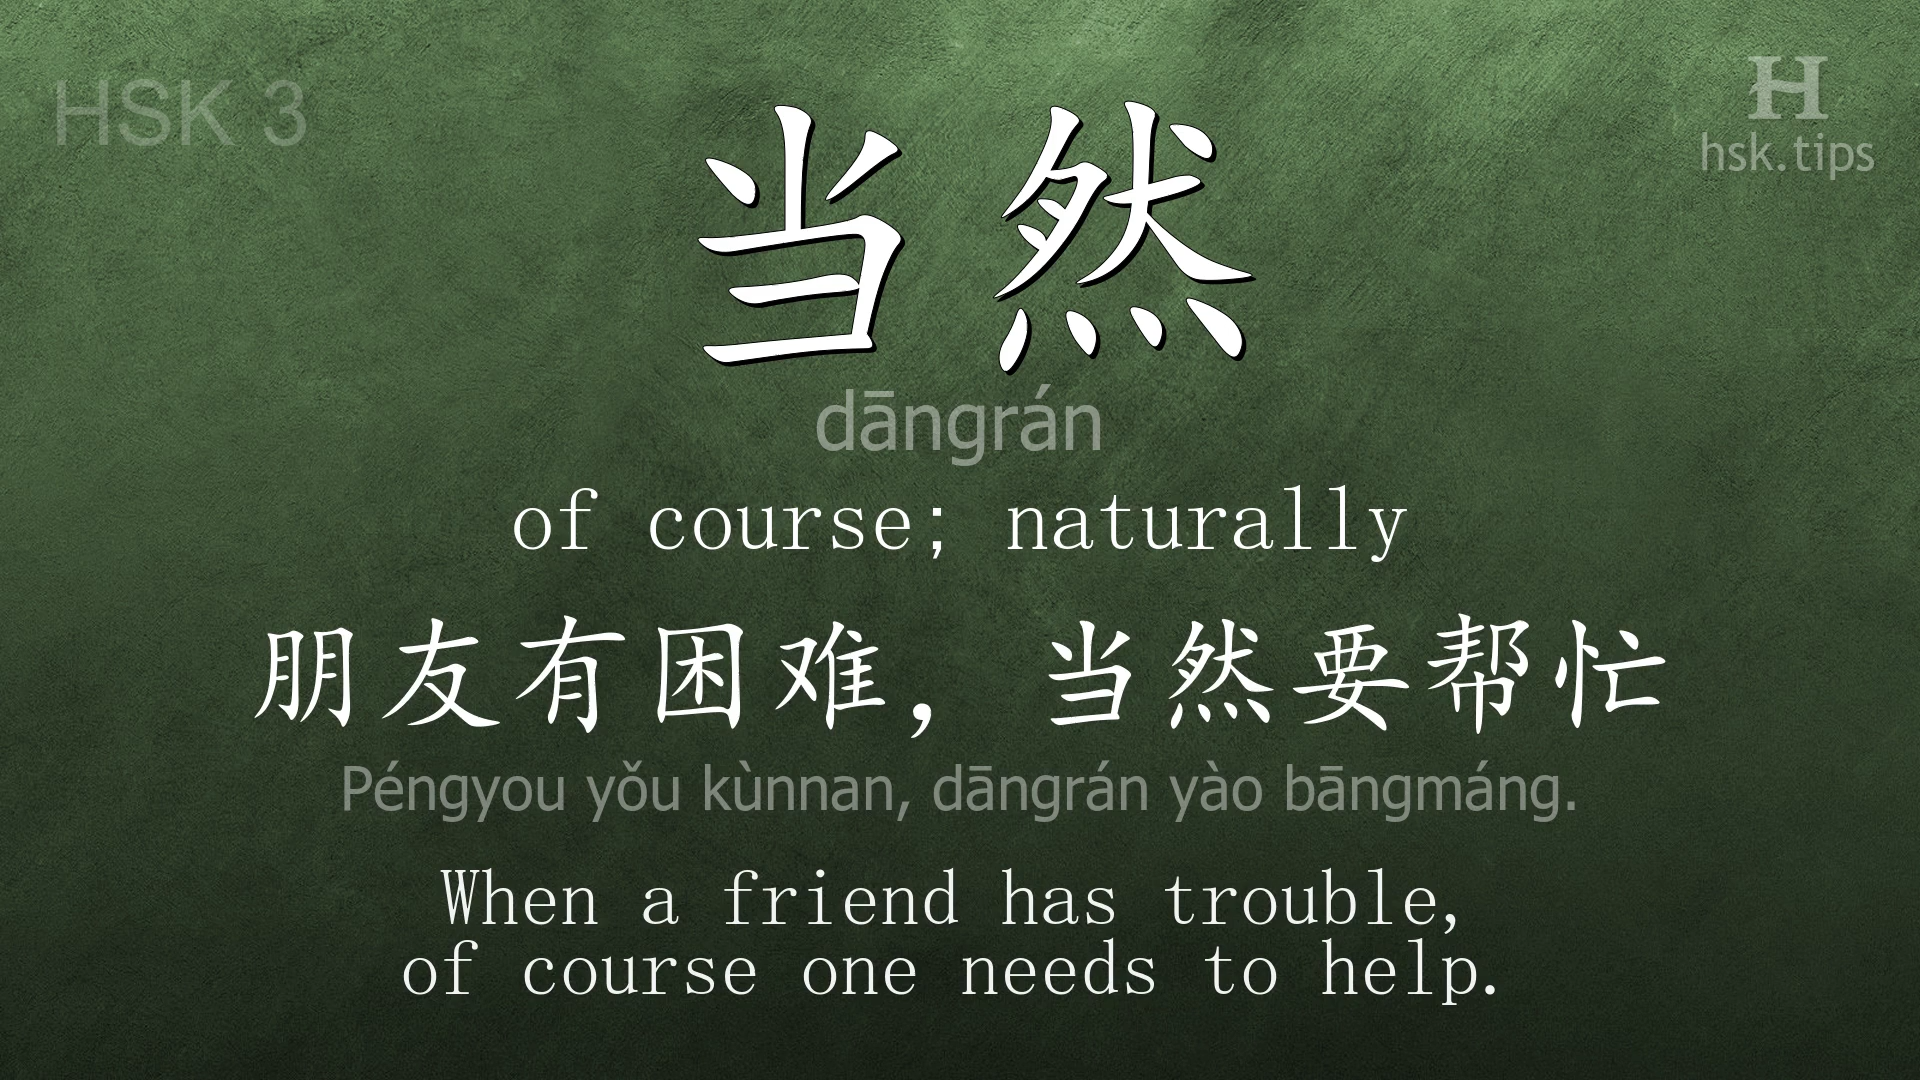 HSK 3
H
hsk.tips
当然
dāngrán
of course; naturally
朋友有困难，当然要帮忙
Péngyou yǒu kùnnan, dāngrán yào bāngmáng.
When a friend has trouble,
of course one needs to help.